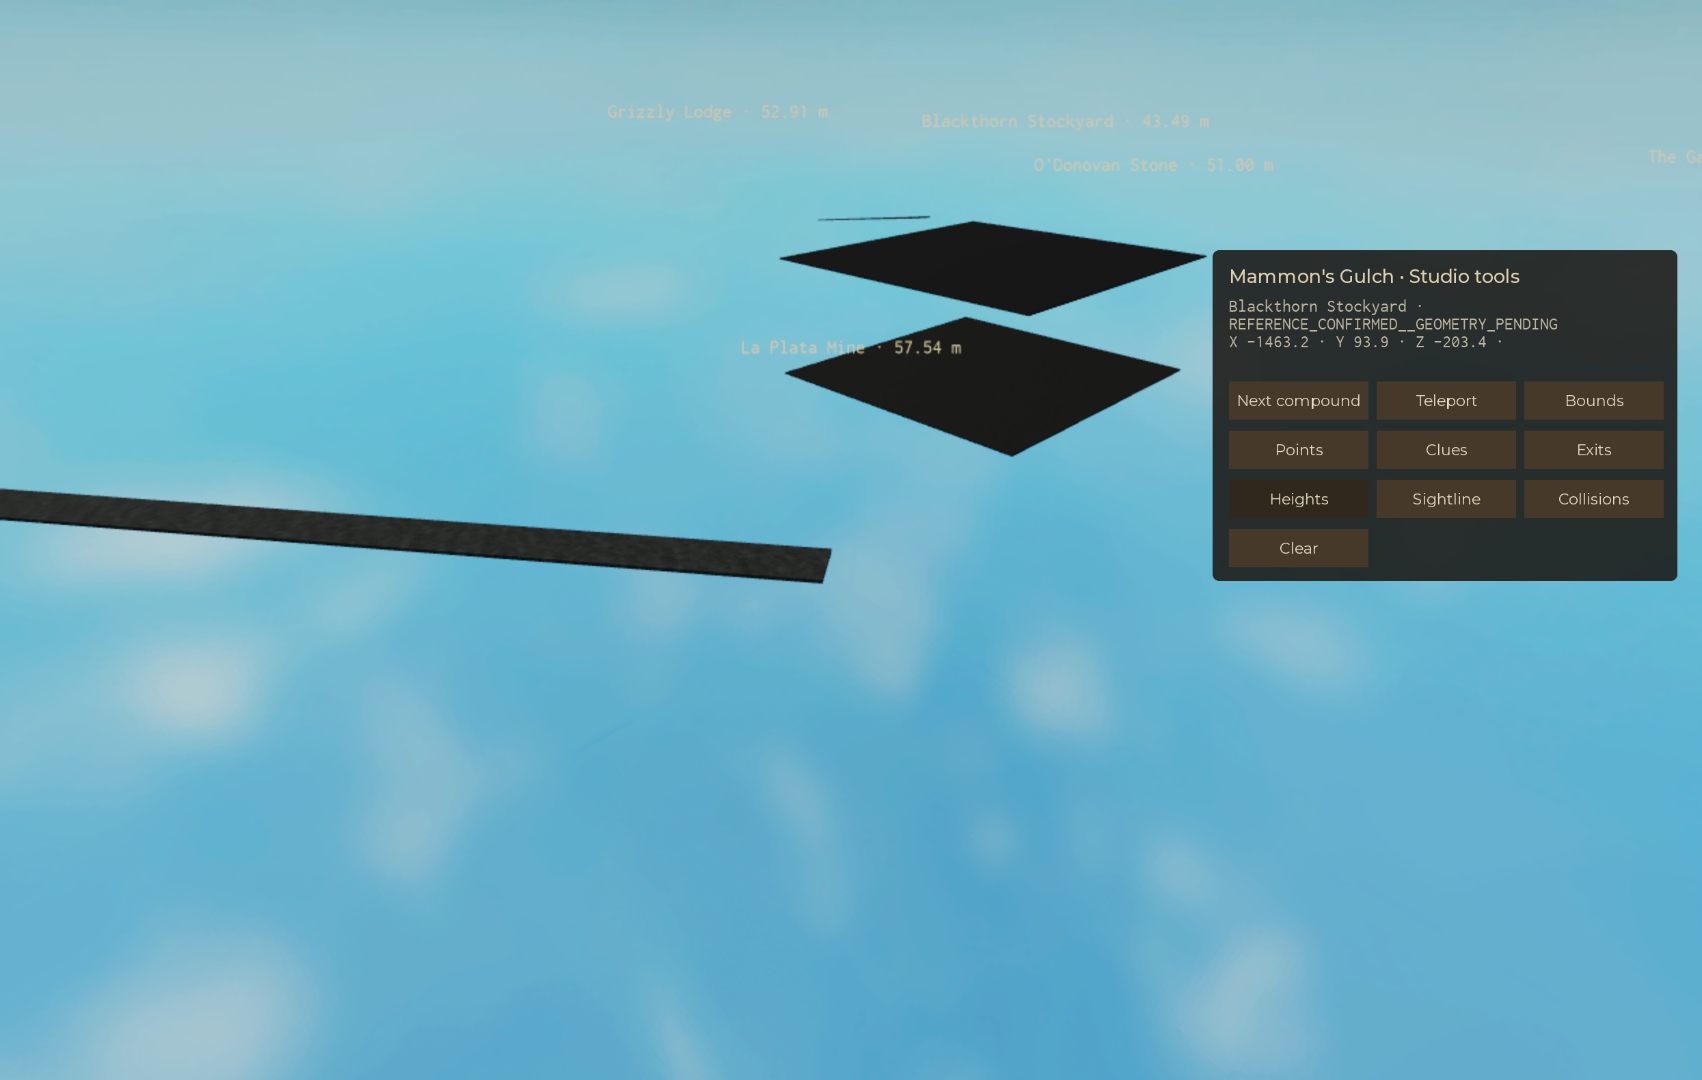 Grizzly Lodge · 52.91 m
Blackthorn Stockyard · 43.49 m
O'Donovan Stone · 51.00 m
The
La Plata Mine · 57.54 m
Mammon's Gulch · Studio tools
Blackthorn Stockyard ·
REFERENCE_CONFIRMED__GEOMETRY_PENDING
X -1463.2 · Y 93.9 · Z -203.4 ·
Next compound
Teleport
Bounds
Points
Clues
Exits
Heights
Sightline
Collisions
Clear